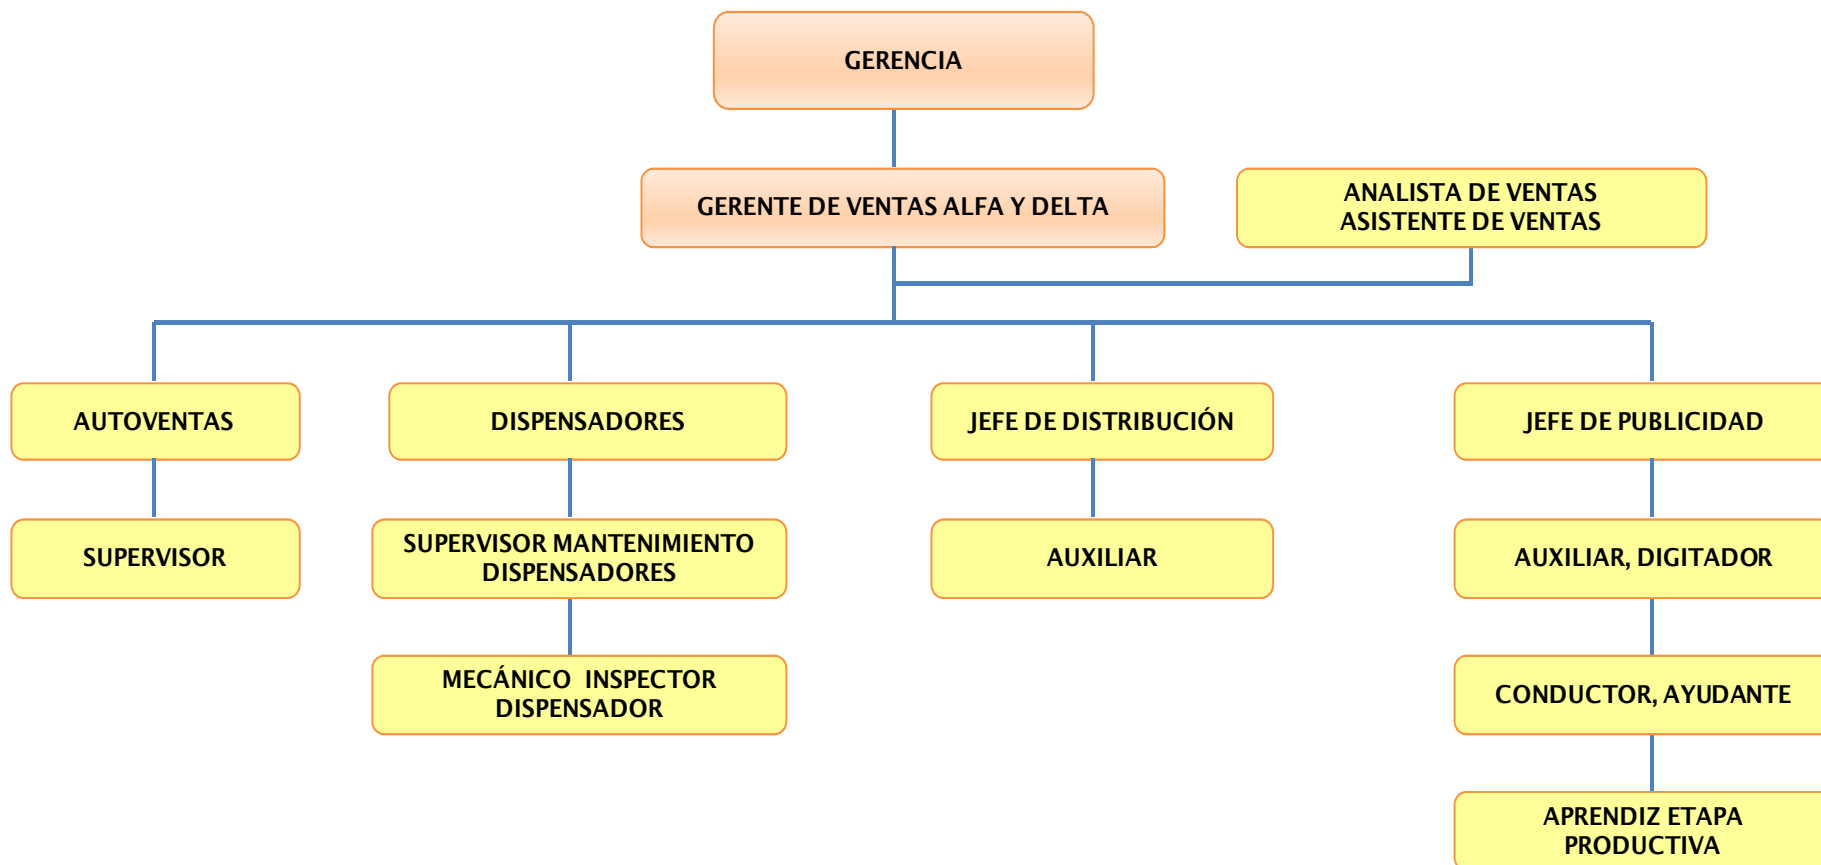 GERENCIA
GERENTE DE VENTAS ALFA Y DELTA
ANALISTA DE VENTAS
ASISTENTE DE VENTAS
AUTOVENTAS
DISPENSADORES
JEFE DE DISTRIBUCIÓN
JEFE DE PUBLICIDAD
SUPERVISOR
SUPERVISOR MANTENIMIENTO
DISPENSADORES
AUXILIAR
AUXILIAR, DIGITADOR
MECÁNICO  INSPECTOR
DISPENSADOR
CONDUCTOR, AYUDANTE
APRENDIZ ETAPA
PRODUCTIVA